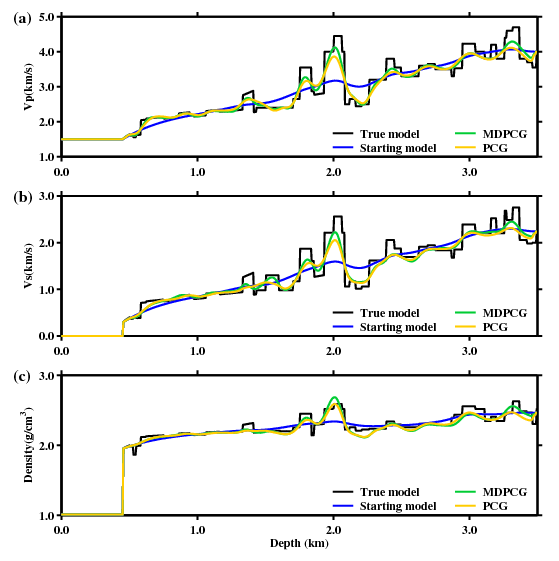 (a)
5.0
4.0
3.0
2.0
1.0
Vp(km/s)
True model
Starting model
MDPCG
PCG
0.0
1.0
2.0
3.0
(b)
3.0
2.0
1.0
0.0
Vs(km/s)
True model
Starting model
MDPCG
PCG
0.0
1.0
2.0
3.0
(c)
3.0
2.0
1.0
Density(g/cm³)
True model
Starting model
MDPCG
PCG
0.0
1.0
2.0
3.0
Depth (km)